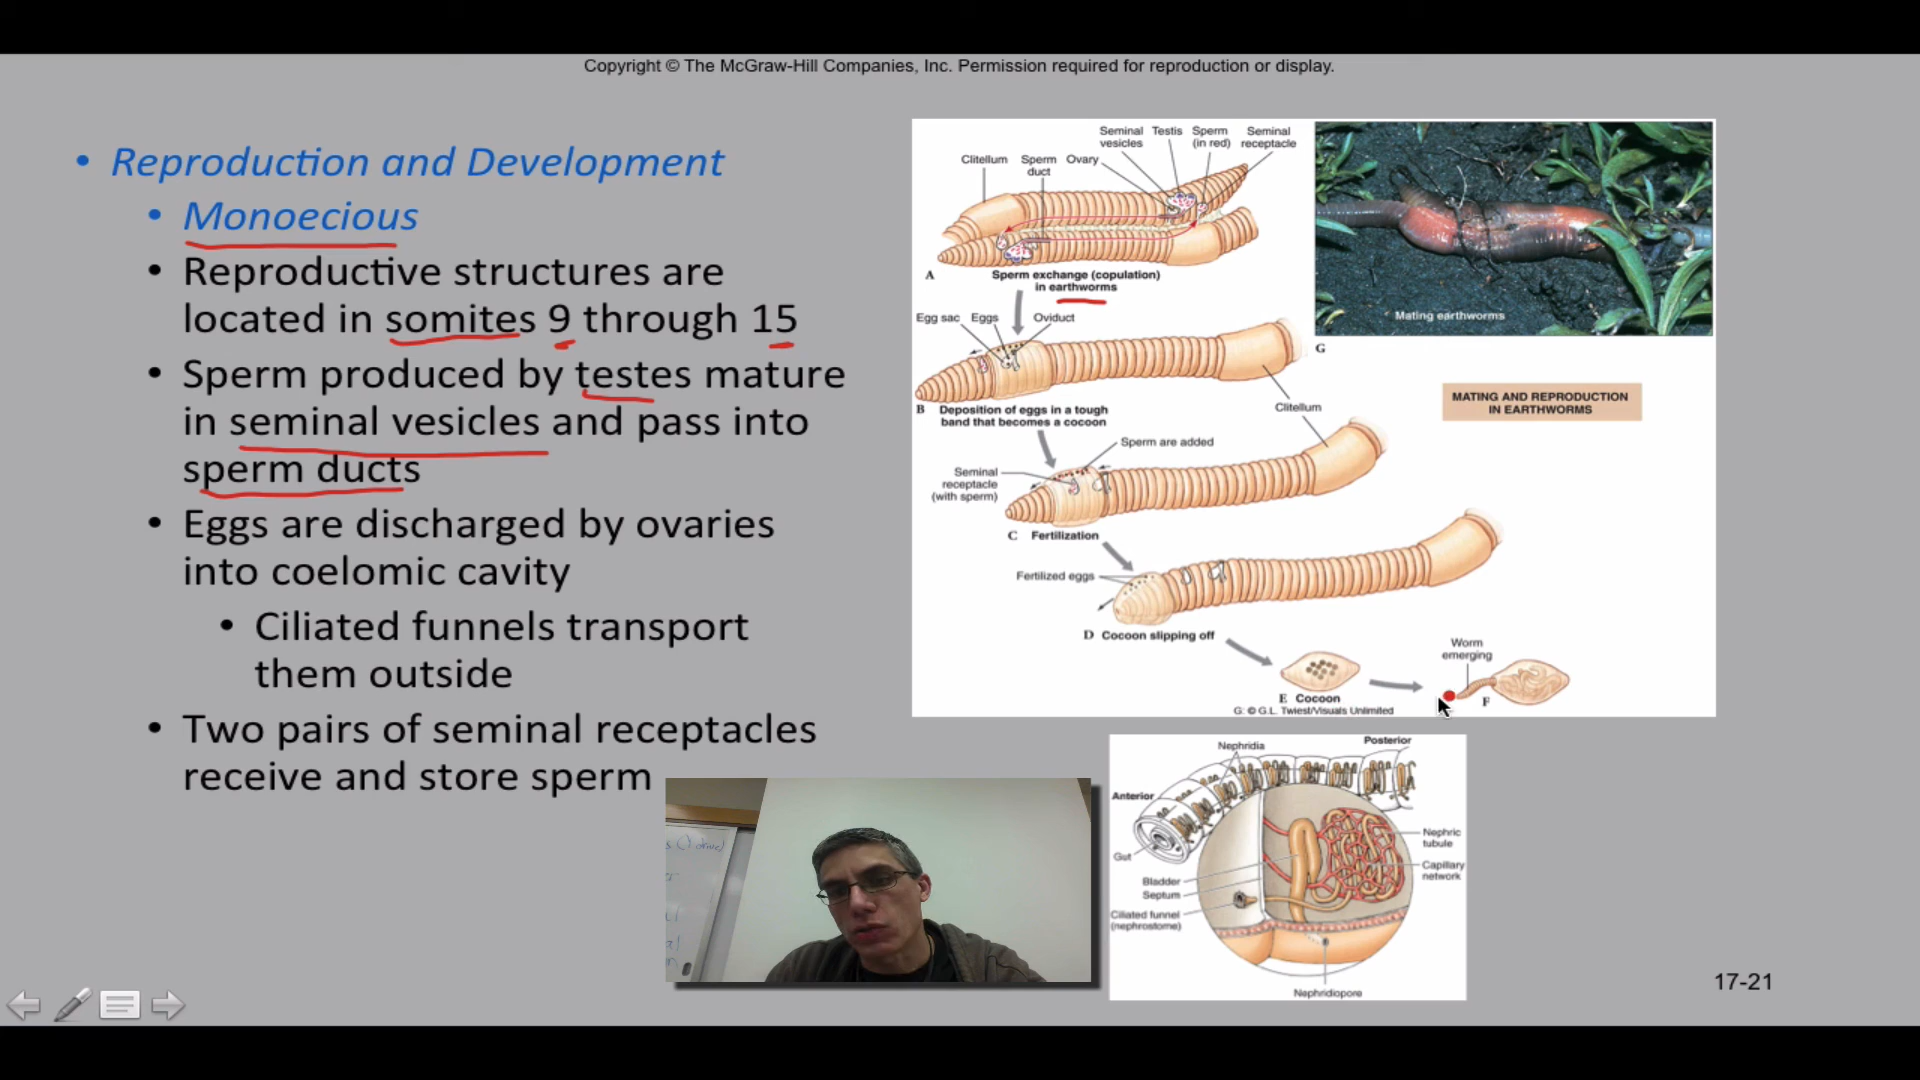 Copyright © The McGraw-Hill Companies, Inc. Permission required for reproduction or display.
• Reproduction and Development
• Monoecious
• Reproductive structures are
located in somites 9 through 15
• Sperm produced by testes mature
in seminal vesicles and pass into
sperm ducts
• Eggs are discharged by ovaries
into coelomic cavity
• Ciliated funnels transport
them outside
• Two pairs of seminal receptacles
receive and store sperm
Clitellum
Sperm
duct
Ovary
Seminal
vesicles
Testis
Sperm
(in red)
Seminal
receptacle
A
Sperm exchange (copulation)
in earthworms
Egg sac
Eggs
Oviduct
B
Deposition of eggs in a tough
band that becomes a cocoon
Clitellum
Sperm are added
Seminal
receptacle
(with sperm)
C Fertilization
Fertilized eggs
D Cocoon slipping off
E Cocoon
Worm
emerging
F
G: © G.L. Twiest/Visuals Unlimited
Mating earthworms
G
MATING AND REPRODUCTION
IN EARTHWORMS
Nephridia
Posterior
Anterior
Gut
Bladder
Septum
Ciliated funnel
(nephrostome)
Nephric
tubule
Capillary
network
Nephridiopore
17-21